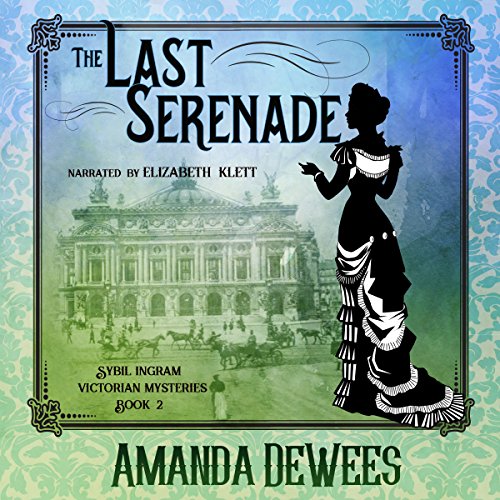 THE LAST
SERENADE
NARRATED BY ELIZABETH KLETT
SYBIL INGRAM
VICTORIAN MYSTERIES
BOOK 2
AMANDA DEWEES